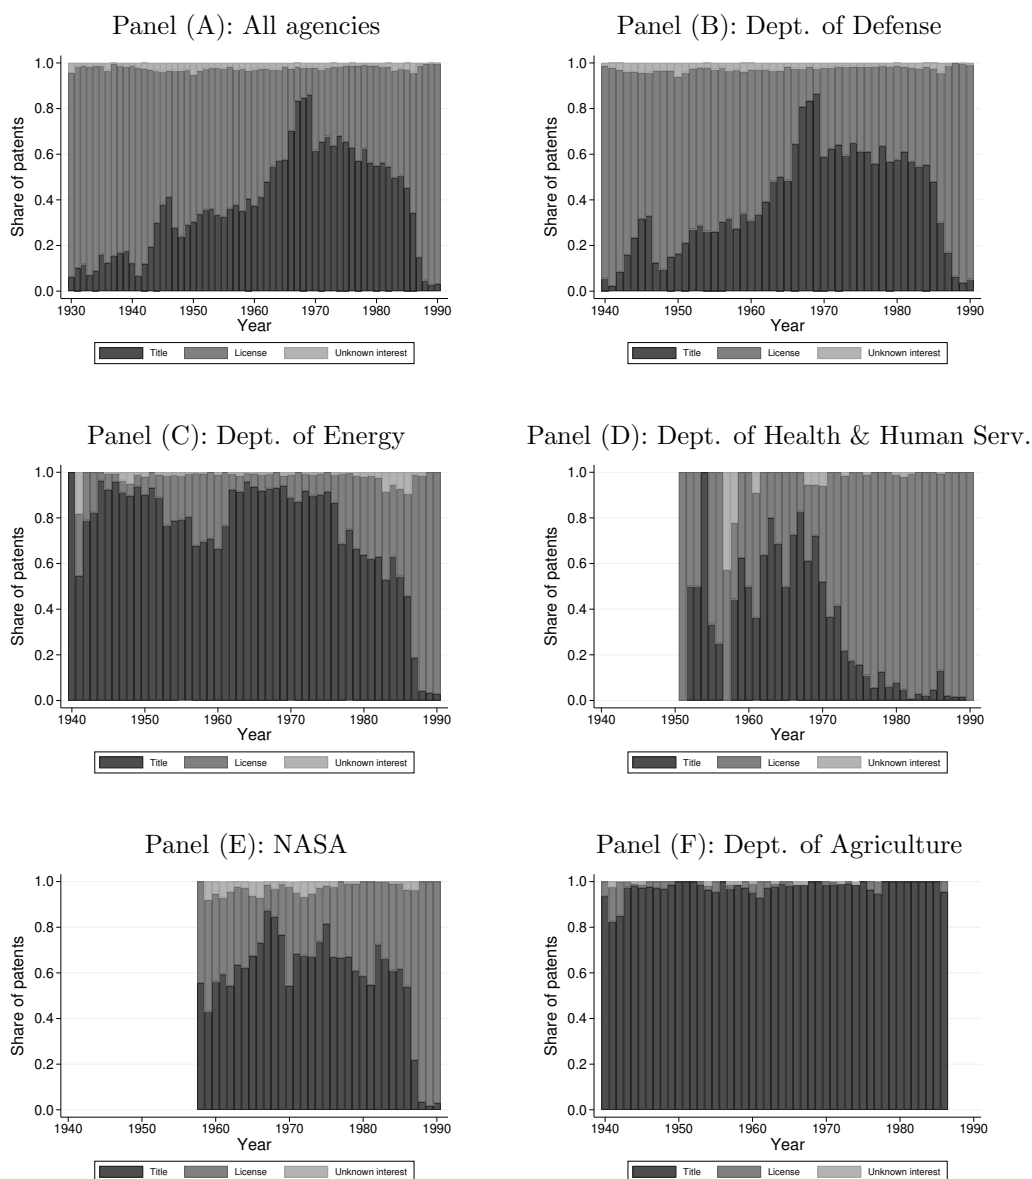 Panel (A): All agencies
Share of patents
1.0
0.8
0.6
0.4
0.2
0.0
1930 1940 1950 1960 1970 1980 1990
Year
Title License Unknown interest
Panel (B): Dept. of Defense
Share of patents
1.0
0.8
0.6
0.4
0.2
0.0
1940 1950 1960 1970 1980 1990
Year
Title License Unknown interest
Panel (C): Dept. of Energy
Share of patents
1.0
0.8
0.6
0.4
0.2
0.0
1940 1950 1960 1970 1980 1990
Year
Title License Unknown interest
Panel (D): Dept. of Health & Human Serv.
Share of patents
1.0
0.8
0.6
0.4
0.2
0.0
1940 1950 1960 1970 1980 1990
Year
Title License Unknown interest
Panel (E): NASA
Share of patents
1.0
0.8
0.6
0.4
0.2
0.0
1940 1950 1960 1970 1980 1990
Year
Title License Unknown interest
Panel (F): Dept. of Agriculture
Share of patents
1.0
0.8
0.6
0.4
0.2
0.0
1940 1950 1960 1970 1980 1990
Year
Title License Unknown interest